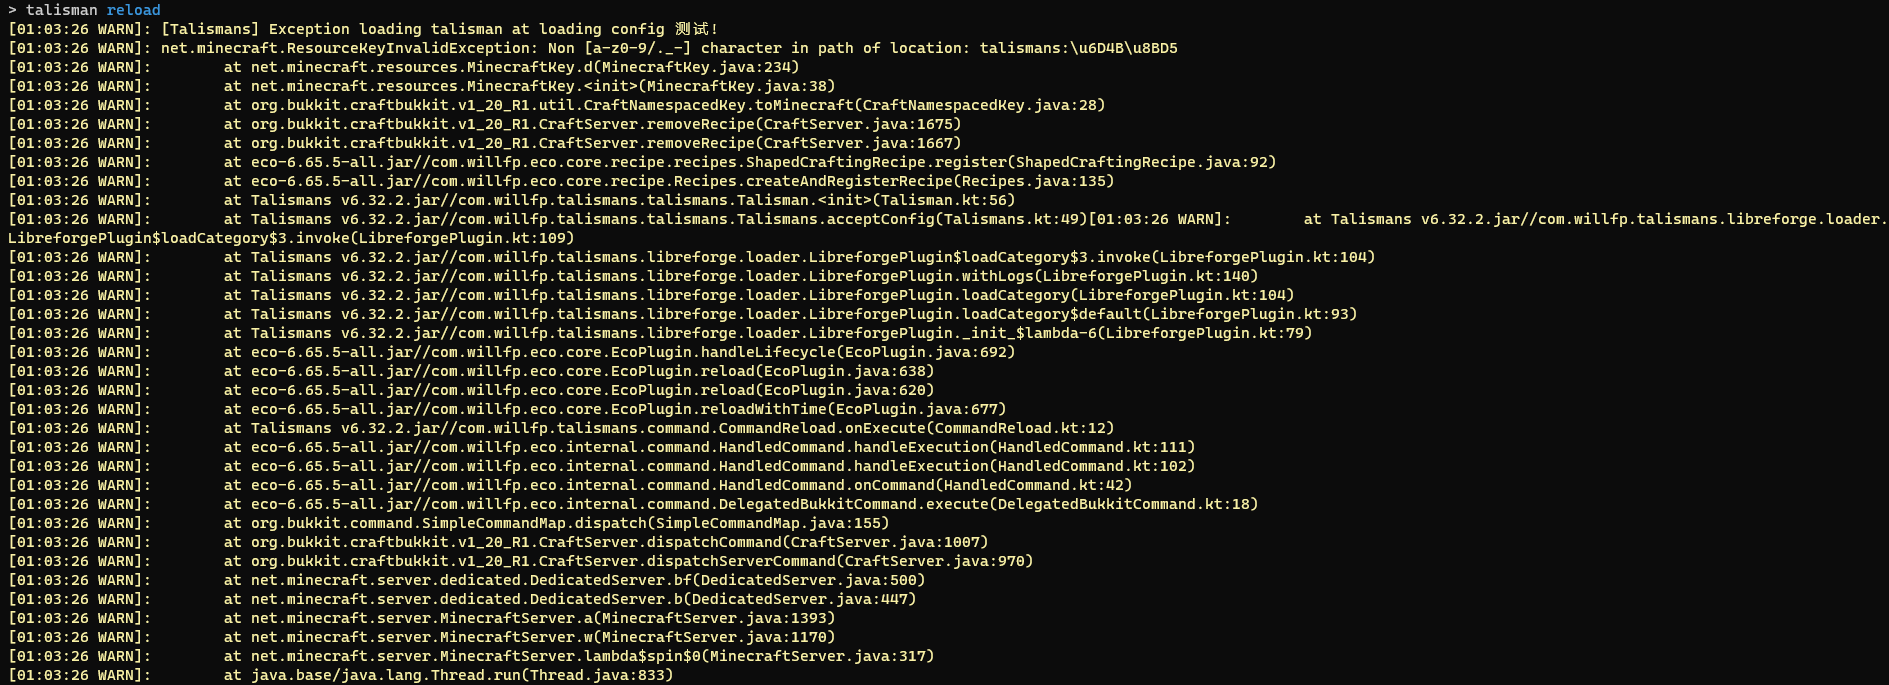 > talisman reload
[01:03:26 WARN]: [Talismans] Exception loading talisman at loading config 测试!
[01:03:26 WARN]: net.minecraft.ResourceKeyInvalidException: Non [a-z0-9/._-] character in path of location: talismans:\u6D4B\u8BD5
[01:03:26 WARN]:        at net.minecraft.resources.MinecraftKey.d(MinecraftKey.java:234)
[01:03:26 WARN]:        at net.minecraft.resources.MinecraftKey.<init>(MinecraftKey.java:38)
[01:03:26 WARN]:        at org.bukkit.craftbukkit.v1_20_R1.util.CraftNamespacedKey.toMinecraft(CraftNamespacedKey.java:28)
[01:03:26 WARN]:        at org.bukkit.craftbukkit.v1_20_R1.CraftServer.removeRecipe(CraftServer.java:1675)
[01:03:26 WARN]:        at org.bukkit.craftbukkit.v1_20_R1.CraftServer.removeRecipe(CraftServer.java:1667)
[01:03:26 WARN]:        at eco-6.65.5-all.jar//com.willfp.eco.core.recipe.recipes.ShapedCraftingRecipe.register(ShapedCraftingRecipe.java:92)
[01:03:26 WARN]:        at eco-6.65.5-all.jar//com.willfp.eco.core.recipe.Recipes.createAndRegisterRecipe(Recipes.java:135)
[01:03:26 WARN]:        at Talismans v6.32.2.jar//com.willfp.talismans.talismans.Talisman.<init>(Talisman.kt:56)
[01:03:26 WARN]:        at Talismans v6.32.2.jar//com.willfp.talismans.talismans.Talismans.acceptConfig(Talismans.kt:49)[01:03:26 WARN]:        at Talismans v6.32.2.jar//com.willfp.talismans.libreforge.loader.
LibreforgePlugin$loadCategory$3.invoke(LibreforgePlugin.kt:109)
[01:03:26 WARN]:        at Talismans v6.32.2.jar//com.willfp.talismans.libreforge.loader.LibreforgePlugin$loadCategory$3.invoke(LibreforgePlugin.kt:104)
[01:03:26 WARN]:        at Talismans v6.32.2.jar//com.willfp.talismans.libreforge.loader.LibreforgePlugin.withLogs(LibreforgePlugin.kt:140)
[01:03:26 WARN]:        at Talismans v6.32.2.jar//com.willfp.talismans.libreforge.loader.LibreforgePlugin.loadCategory(LibreforgePlugin.kt:104)
[01:03:26 WARN]:        at Talismans v6.32.2.jar//com.willfp.talismans.libreforge.loader.LibreforgePlugin.loadCategory$default(LibreforgePlugin.kt:93)
[01:03:26 WARN]:        at Talismans v6.32.2.jar//com.willfp.talismans.libreforge.loader.LibreforgePlugin._init_$lambda-6(LibreforgePlugin.kt:79)
[01:03:26 WARN]:        at eco-6.65.5-all.jar//com.willfp.eco.core.EcoPlugin.handleLifecycle(EcoPlugin.java:692)
[01:03:26 WARN]:        at eco-6.65.5-all.jar//com.willfp.eco.core.EcoPlugin.reload(EcoPlugin.java:638)
[01:03:26 WARN]:        at eco-6.65.5-all.jar//com.willfp.eco.core.EcoPlugin.reload(EcoPlugin.java:620)
[01:03:26 WARN]:        at eco-6.65.5-all.jar//com.willfp.eco.core.EcoPlugin.reloadWithTime(EcoPlugin.java:677)
[01:03:26 WARN]:        at Talismans v6.32.2.jar//com.willfp.talismans.command.CommandReload.onExecute(CommandReload.kt:12)
[01:03:26 WARN]:        at eco-6.65.5-all.jar//com.willfp.eco.internal.command.HandledCommand.handleExecution(HandledCommand.kt:111)
[01:03:26 WARN]:        at eco-6.65.5-all.jar//com.willfp.eco.internal.command.HandledCommand.handleExecution(HandledCommand.kt:102)
[01:03:26 WARN]:        at eco-6.65.5-all.jar//com.willfp.eco.internal.command.HandledCommand.onCommand(HandledCommand.kt:42)
[01:03:26 WARN]:        at eco-6.65.5-all.jar//com.willfp.eco.internal.command.DelegatedBukkitCommand.execute(DelegatedBukkitCommand.kt:18)
[01:03:26 WARN]:        at org.bukkit.command.SimpleCommandMap.dispatch(SimpleCommandMap.java:155)
[01:03:26 WARN]:        at org.bukkit.craftbukkit.v1_20_R1.CraftServer.dispatchCommand(CraftServer.java:1007)
[01:03:26 WARN]:        at org.bukkit.craftbukkit.v1_20_R1.CraftServer.dispatchServerCommand(CraftServer.java:970)
[01:03:26 WARN]:        at net.minecraft.server.dedicated.DedicatedServer.bf(DedicatedServer.java:500)
[01:03:26 WARN]:        at net.minecraft.server.dedicated.DedicatedServer.b(DedicatedServer.java:447)
[01:03:26 WARN]:        at net.minecraft.server.MinecraftServer.a(MinecraftServer.java:1393)
[01:03:26 WARN]:        at net.minecraft.server.MinecraftServer.w(MinecraftServer.java:1170)
[01:03:26 WARN]:        at net.minecraft.server.MinecraftServer.lambda$spin$0(MinecraftServer.java:317)
[01:03:26 WARN]:        at java.base/java.lang.Thread.run(Thread.java:833)